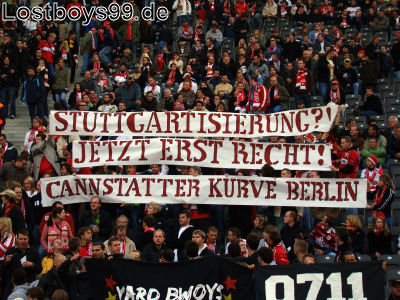 Lostboys99.de
STUTTGARTISIERUNG?!
JETZT ERST RECHT!
CANNSTATTER KURVE BERLIN
YARD BWOYS
0711